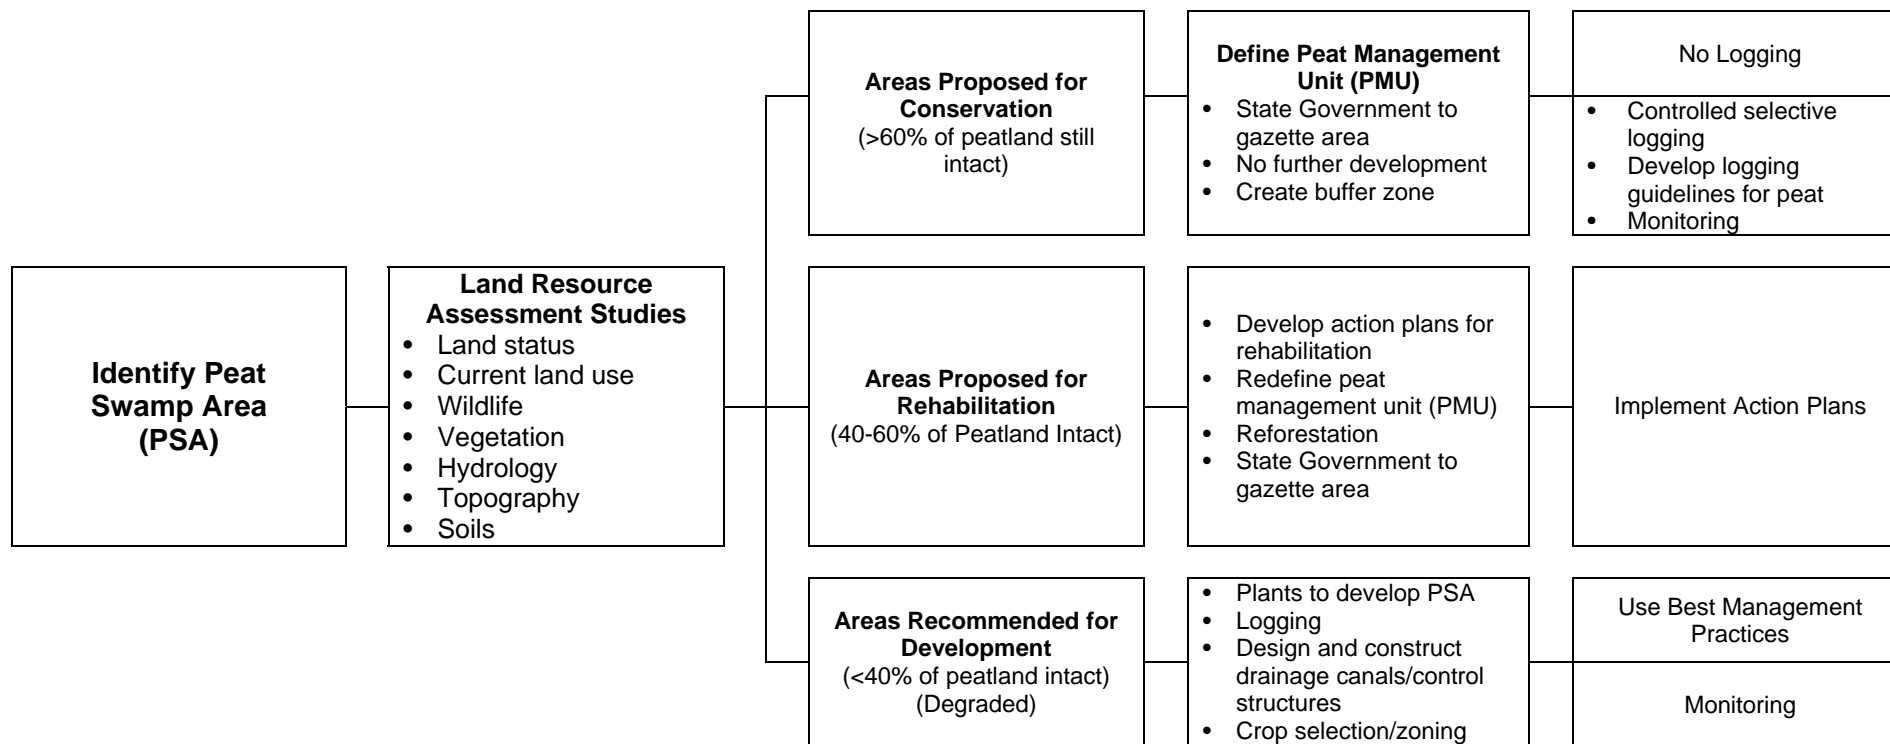 Identify Peat
Swamp Area
(PSA)
Land Resource
Assessment Studies
• Land status
• Current land use
• Wildlife
• Vegetation
• Hydrology
• Topography
• Soils
Areas Proposed for
Conservation
(>60% of peatland still
intact)
Define Peat Management
Unit (PMU)
• State Government to
gazette area
• No further development
• Create buffer zone
No Logging
• Controlled selective
logging
• Develop logging
guidelines for peat
• Monitoring
Areas Proposed for
Rehabilitation
(40-60% of Peatland Intact)
• Develop action plans for
rehabilitation
• Redefine peat
management unit (PMU)
• Reforestation
• State Government to
gazette area
Implement Action Plans
Areas Recommended for
Development
(<40% of peatland intact)
(Degraded)
• Plants to develop PSA
• Logging
• Design and construct
drainage canals/control
structures
• Crop selection/zoning
Use Best Management
Practices
Monitoring